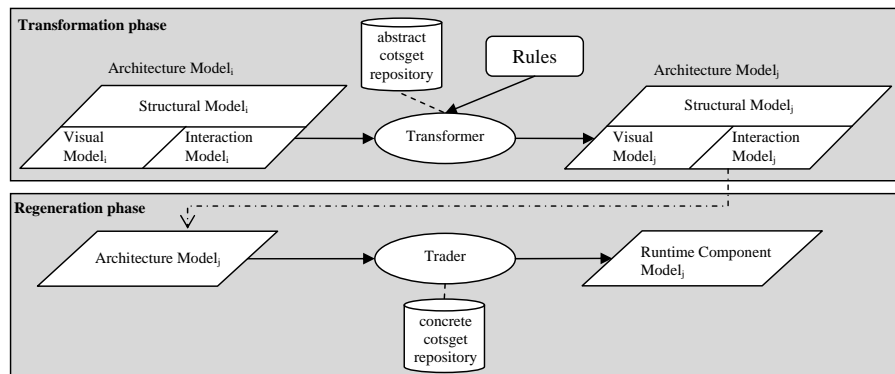 Transformation phase
abstract
cotsget
repository
Rules
Architecture Modelᵢ
Structural Modelᵢ
Visual
Modelᵢ
Interaction
Modelᵢ
Transformer
Architecture Modelⱼ
Structural Modelⱼ
Visual
Modelⱼ
Interaction
Modelⱼ
Regeneration phase
Architecture Modelⱼ
Trader
Runtime Component
Modelⱼ
concrete
cotsget
repository